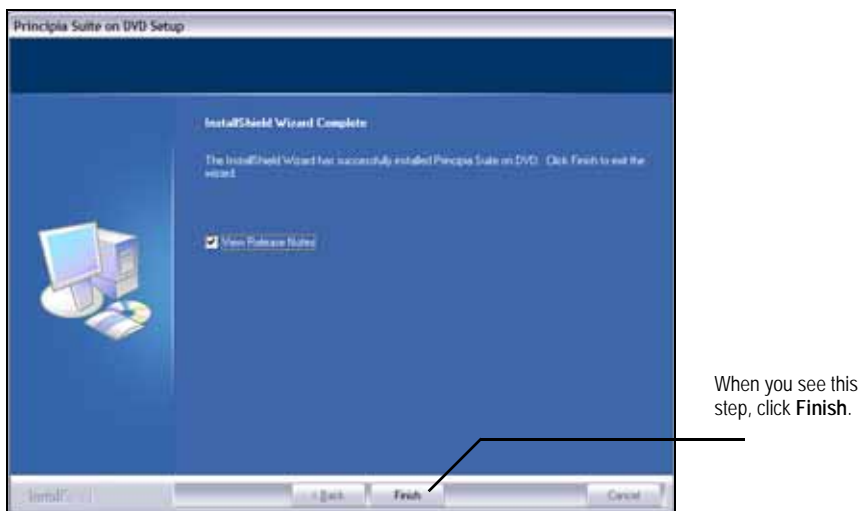 Principia Suite on DVD Setup
InstallShield Wizard Complete
The InstallShield Wizard has successfully installed Principia Suite on DVD. Click Finish to exit the
wizard.
View Release Notes
InstallS
< Back
Finish
Cancel
When you see this
step, click Finish.